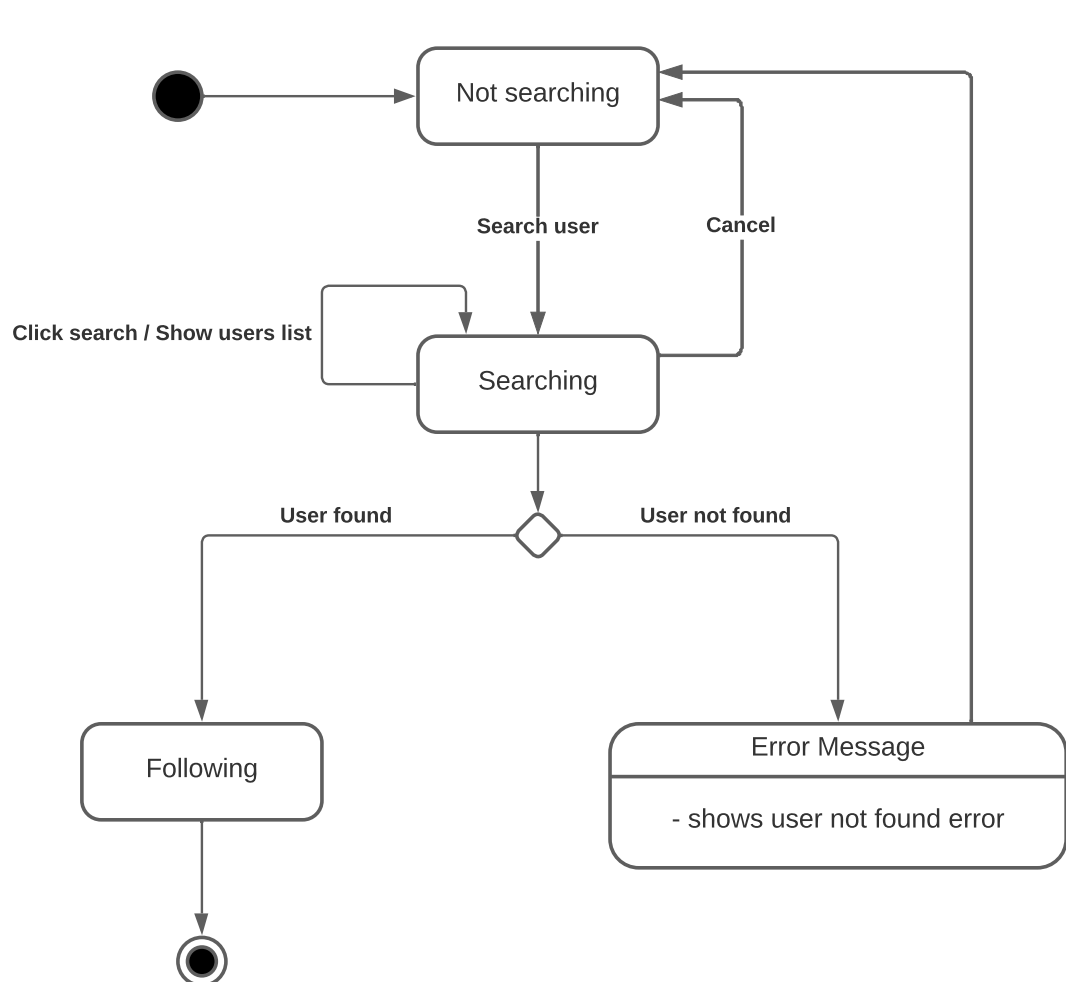 Not searching
Search user
Cancel
Click search / Show users list
Searching
User found
User not found
Following
Error Message
- shows user not found error